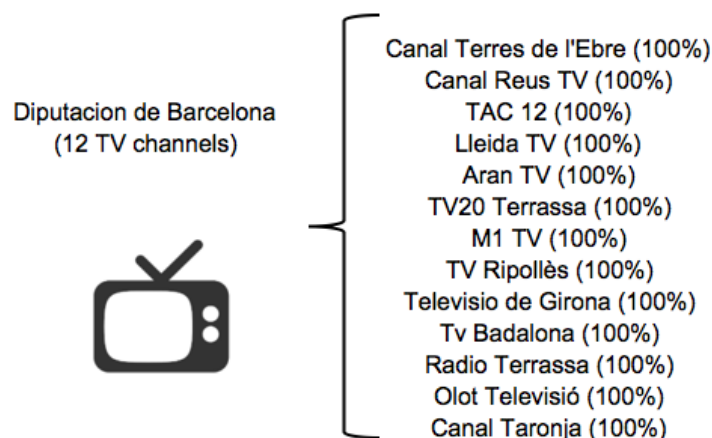 Diputacion de Barcelona
(12 TV channels)
Canal Terres de l'Ebre (100%)
Canal Reus TV (100%)
TAC 12 (100%)
Lleida TV (100%)
Aran TV (100%)
TV20 Terrassa (100%)
M1 TV (100%)
TV Ripollès (100%)
Televisio de Girona (100%)
Tv Badalona (100%)
Radio Terrassa (100%)
Olot Televisió (100%)
Canal Taronja (100%)